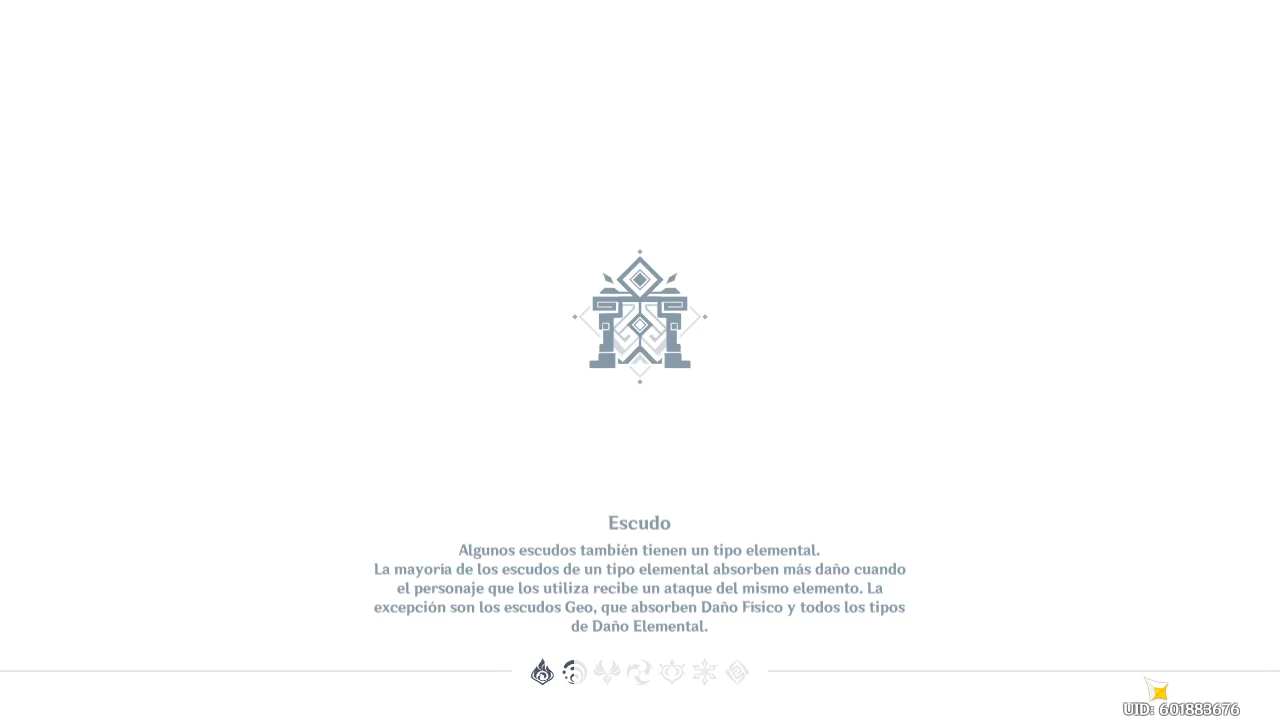 Escudo
Algunos escudos también tienen un tipo elemental.
La mayoría de los escudos de un tipo elemental absorben más daño cuando
el personaje que los utiliza recibe un ataque del mismo elemento. La
excepción son los escudos Geo, que absorben Daño Físico y todos los tipos
de Daño Elemental.
UID: 601883676